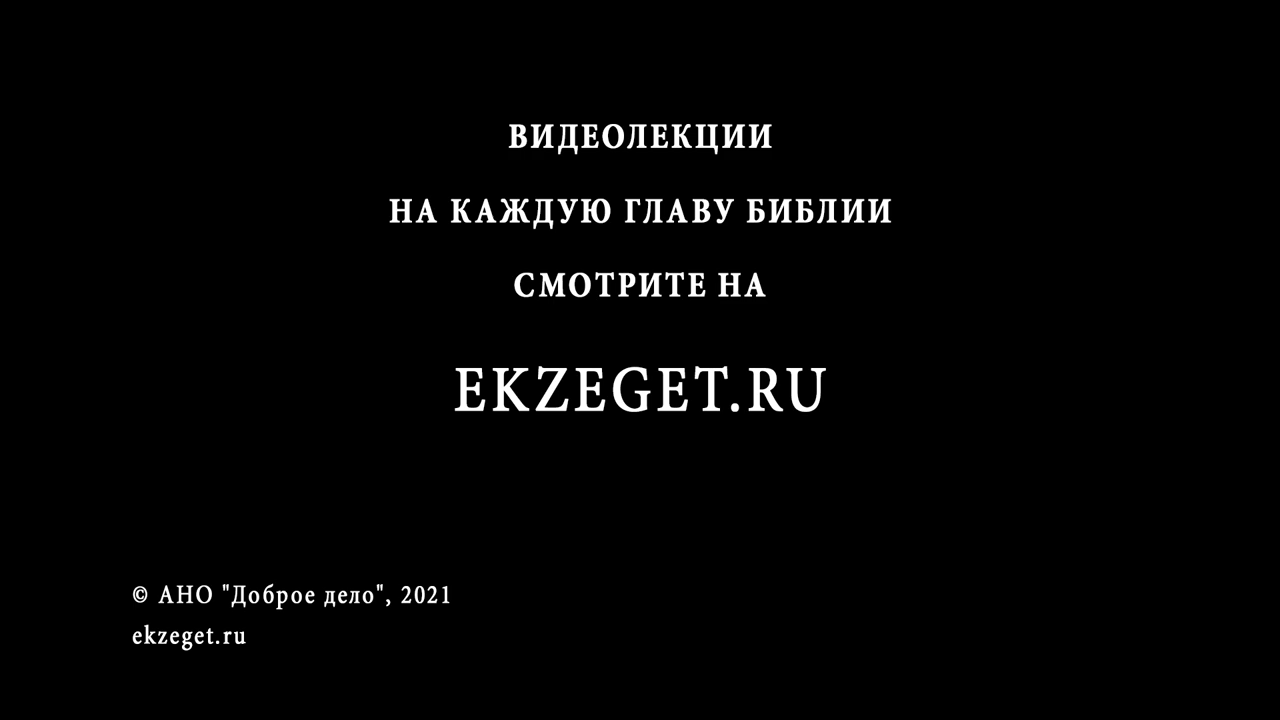 ВИДЕОЛЕКЦИИ
НА КАЖДУЮ ГЛАВУ БИБЛИИ
СМОТРИТЕ НА
EKZEGET.RU
© АНО "Доброе дело", 2021
ekzeget.ru